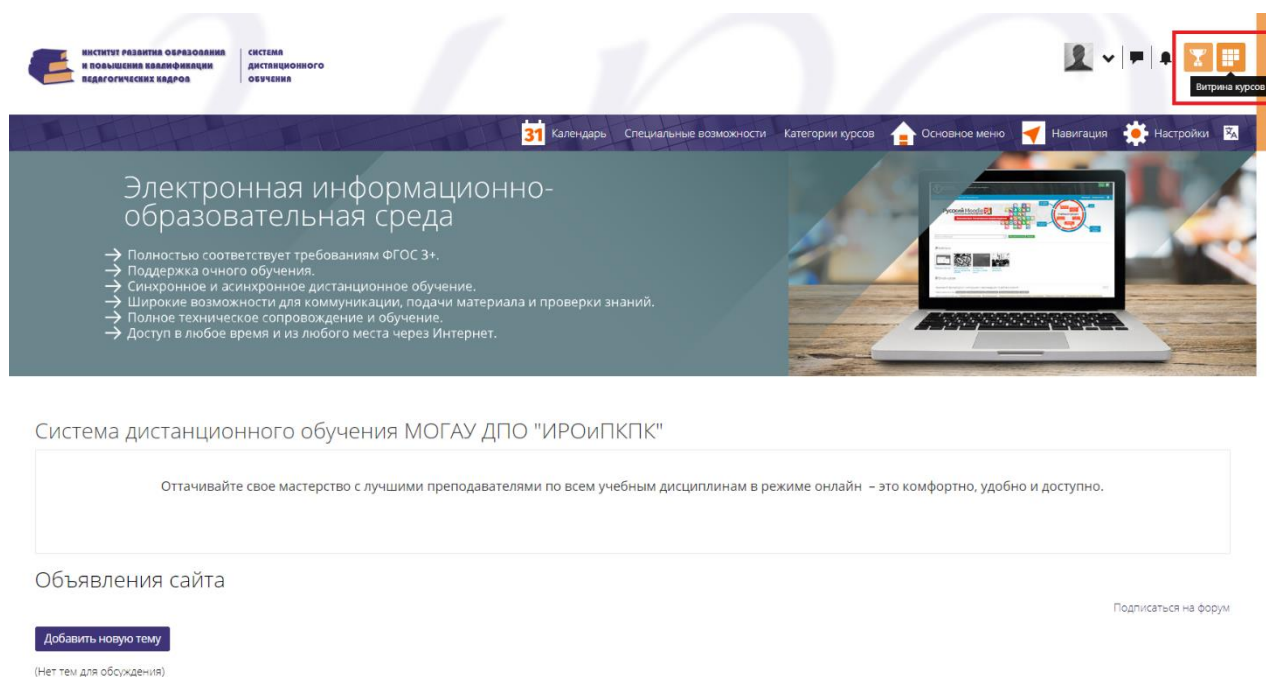 ИНСТИТУТ РАЗВИТИЯ ОБРАЗОВАНИЯ
И ПОВЫШЕНИЯ КВАЛИФИКАЦИИ
ПЕДАГОГИЧЕСКИХ КАДРОВ
СИСТЕМА
ДИСТАНЦИОННОГО
ОБУЧЕНИЯ
Витрина курсов
31 Календарь Специальные возможности Категории курсов Основное меню Навигация Настройки
Электронная информационно-
образовательная среда
→ Полностью соответствует требованиям ФГОС 3+.
→ Поддержка очного обучения.
→ Синхронное и асинхронное дистанционное обучение.
→ Широкие возможности для коммуникации, подачи материала и проверки знаний.
→ Полное техническое сопровождение и обучение.
→ Доступ в любое время и из любого места через Интернет.
Русский Moodle
Система дистанционного обучения МОГАУ ДПО "ИРОиПКПК"
Оттачивайте свое мастерство с лучшими преподавателями по всем учебным дисциплинам в режиме онлайн – это комфортно, удобно и доступно.
Объявления сайта
Подписаться на форум
Добавить новую тему
(Нет тем для обсуждения)